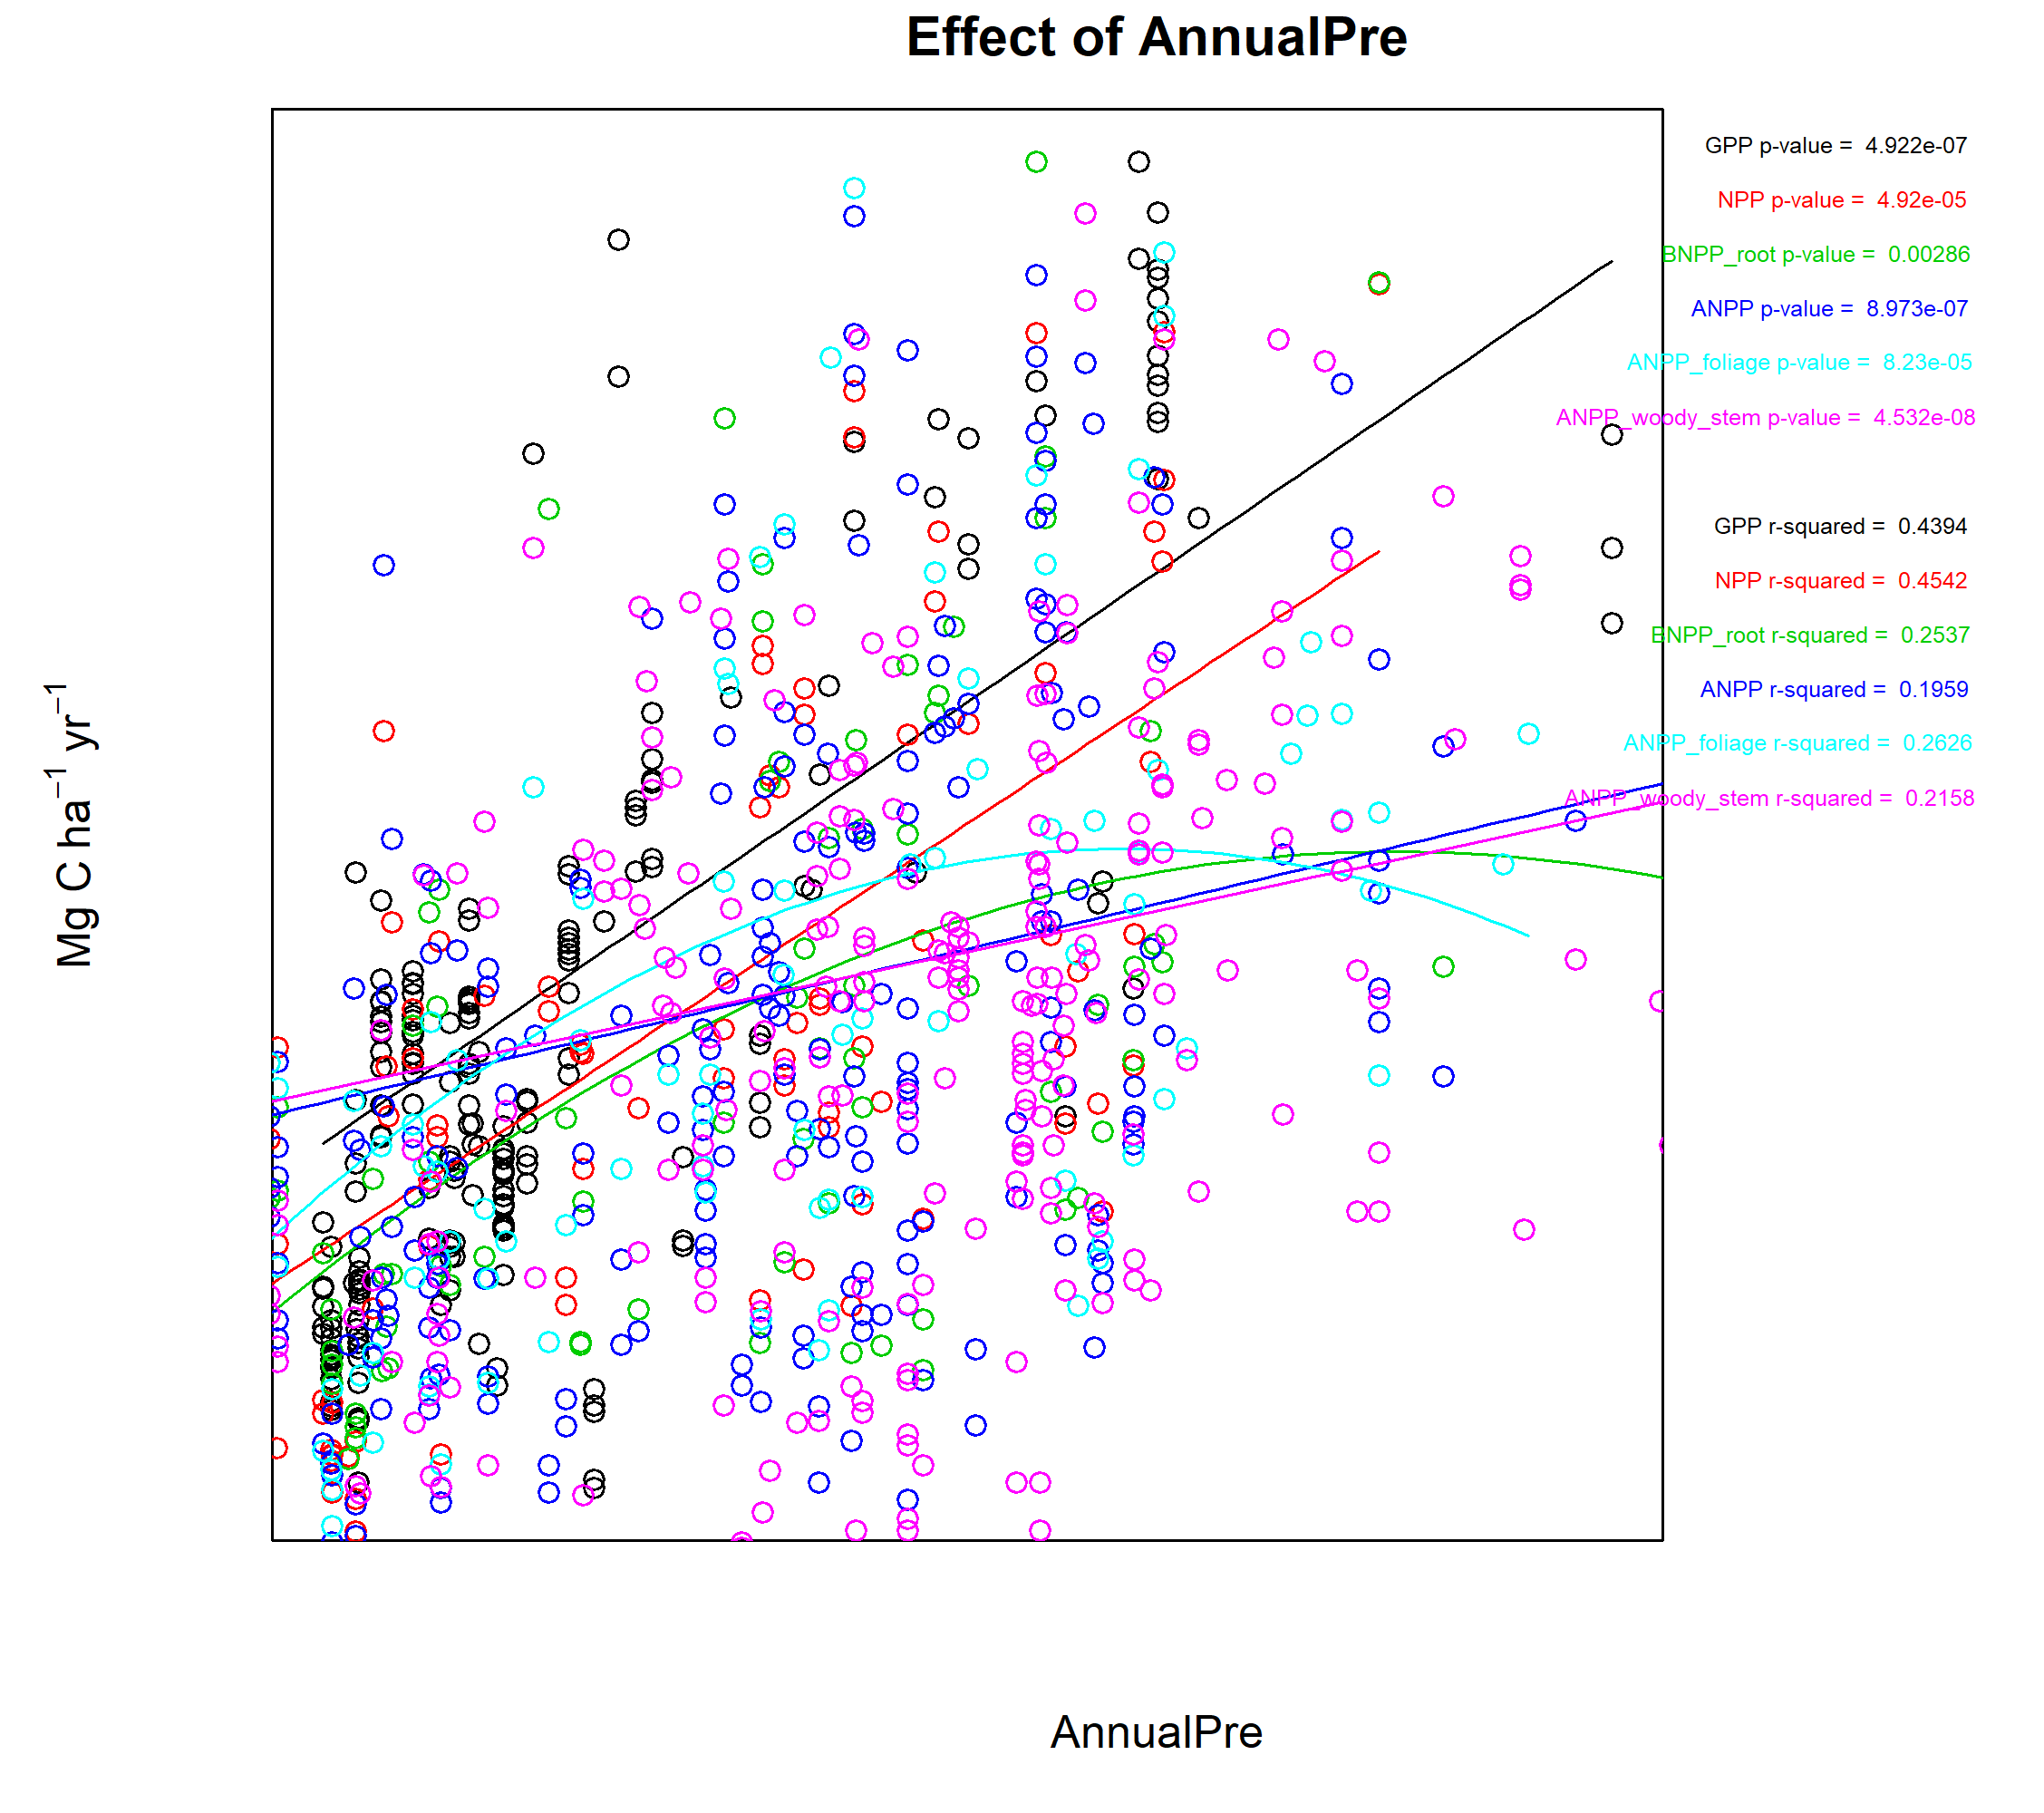 Effect of AnnualPre
GPP p-value = 4.922e-07
NPP p-value = 4.92e-05
BNPP_root p-value = 0.00286
ANPP p-value = 8.973e-07
ANPP_foliage p-value = 8.23e-05
ANPP_woody_stem p-value = 4.532e-08
GPP r-squared = 0.4394
NPP r-squared = 0.4542
BNPP_root r-squared = 0.2537
ANPP r-squared = 0.1959
ANPP_foliage r-squared = 0.2626
ANPP_woody_stem r-squared = 0.2158
Mg C ha⁻¹ yr⁻¹
AnnualPre